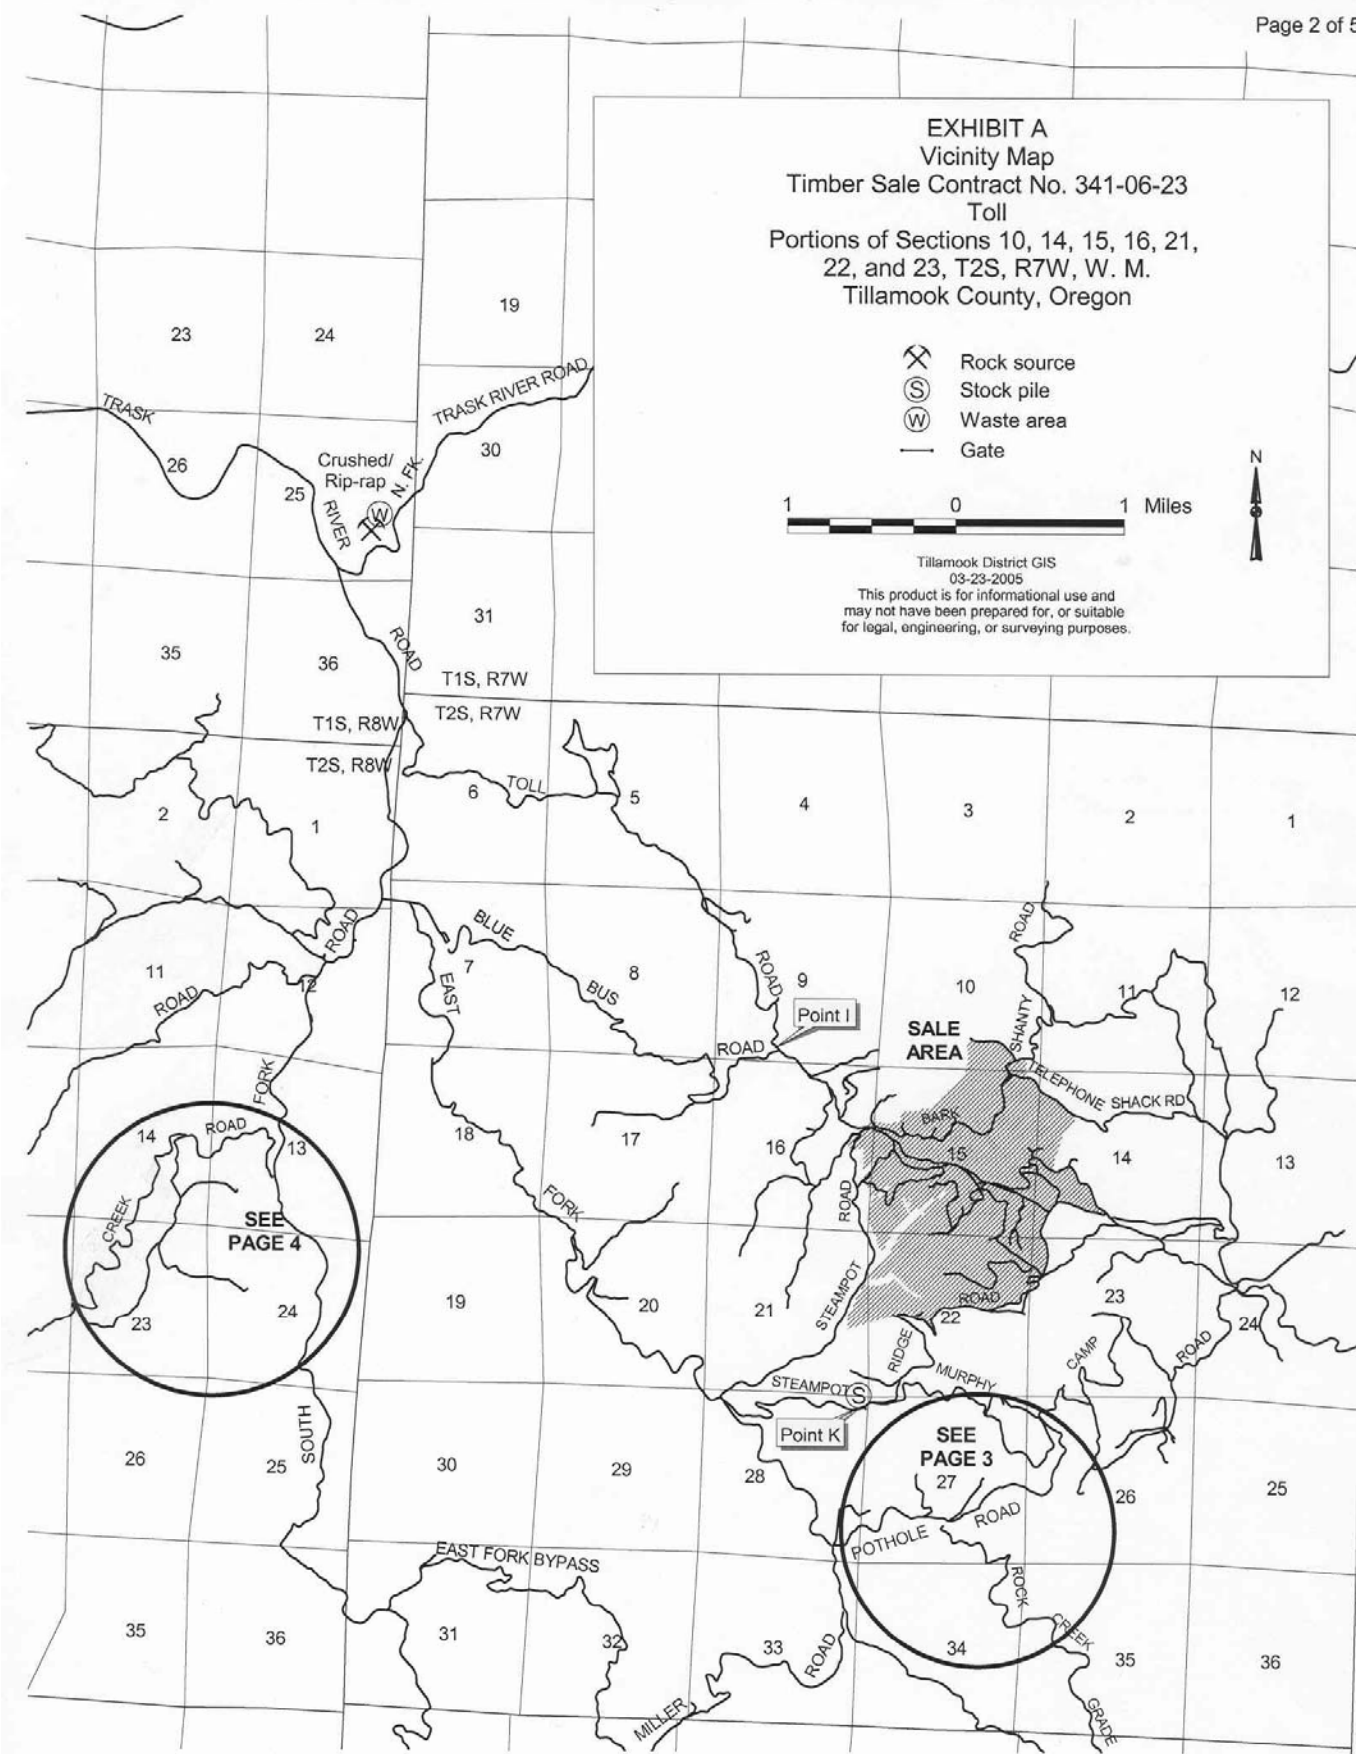 Page 2 of 5
EXHIBIT A
Vicinity Map
Timber Sale Contract No. 341-06-23
Toll
Portions of Sections 10, 14, 15, 16, 21,
22, and 23, T2S, R7W, W. M.
Tillamook County, Oregon
Rock source
S Stock pile
W Waste area
Gate
N
1 0 1 Miles
Tillamook District GIS
03-23-2005
This product is for informational use and
may not have been prepared for, or suitable
for legal, engineering, or surveying purposes.
19
23 24
TRASK RIVER ROAD
TRASK
30
26
Crushed/
Rip-rap
25
N. FK.
W
RIVER
31
ROAD
35 36
T1S, R7W
T1S, R8W T2S, R7W
T2S, R8W
6 TOLL 5 4 3 2 1
2 1
ROAD
BLUE
ROAD
11 12
ROAD
7 8 9 10 11 12
EAST BUS ROAD
Point I
SHANTY
SALE
AREA
ROAD
FORK
TELEPHONE SHACK RD
BARK
14 ROAD 13
18 17 16 15 14 13
CREEK
FORK
ROAD
SEE
PAGE 4
STEAMPOT
ROAD
23 24
19 20 21 22 23 24
RIDGE
CAMP
ROAD
STEAMPOT S MURPHY
Point K
SOUTH
SEE
PAGE 3
26 25 30 29 28 27 26 25
POTHOLE ROAD
EAST FORK BYPASS
ROCK
CREEK
35 36 31 32 33 34 35 36
ROAD
MILLER
GRADE